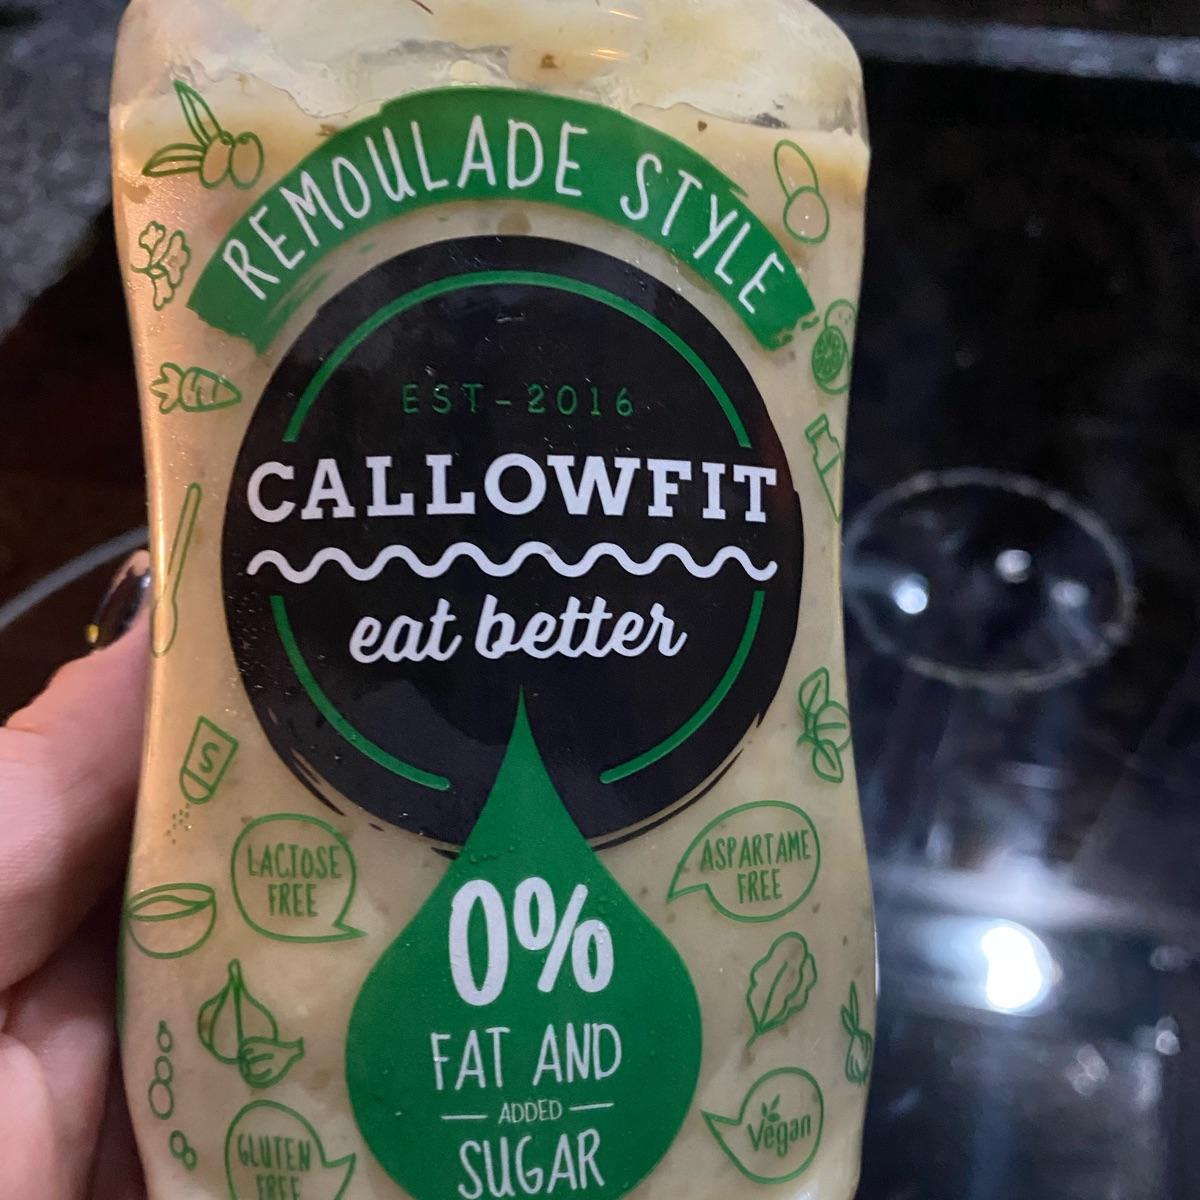 REMOULADE STYLE
EST-2016
CALLOWFIT
eat better
LACTOSE
FREE
ASPARTAME
FREE
0%
FAT AND
ADDED
SUGAR
GLUTEN
FREE
Vegan
S